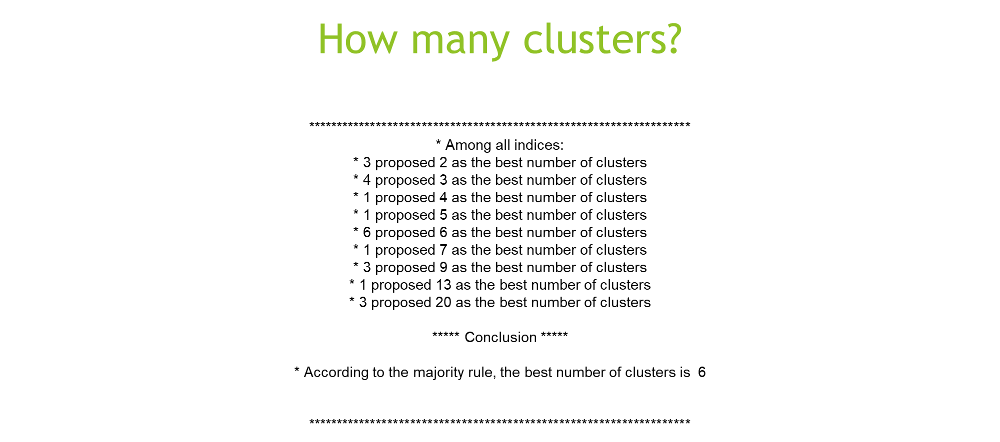 How many clusters?
*******************************************************************
* Among all indices:
* 3 proposed 2 as the best number of clusters
* 4 proposed 3 as the best number of clusters
* 1 proposed 4 as the best number of clusters
* 1 proposed 5 as the best number of clusters
* 6 proposed 6 as the best number of clusters
* 1 proposed 7 as the best number of clusters
* 3 proposed 9 as the best number of clusters
* 1 proposed 13 as the best number of clusters
* 3 proposed 20 as the best number of clusters
***** Conclusion *****
* According to the majority rule, the best number of clusters is  6
*******************************************************************